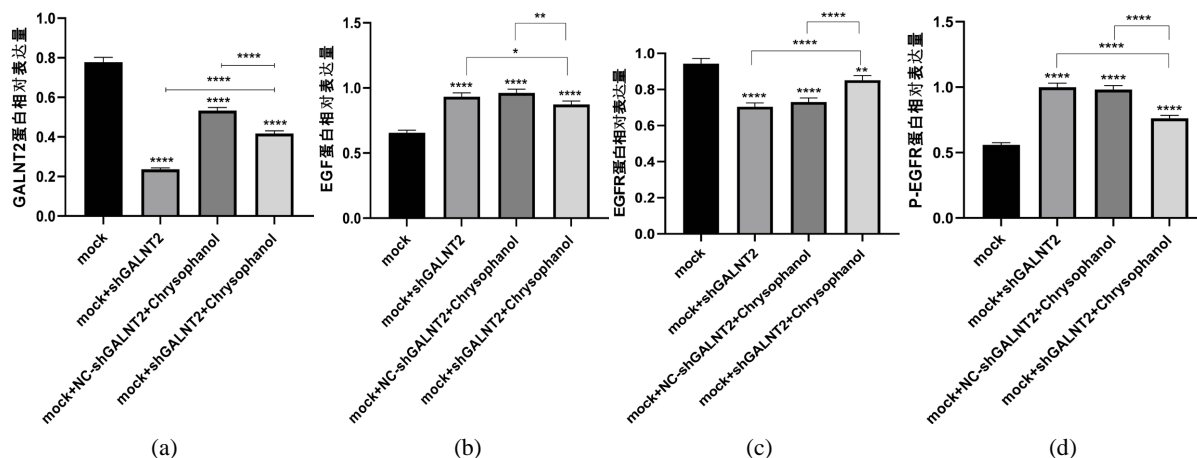 GALNT2蛋白相对表达量
0.8
0.6
0.4
0.2
0.0
****
****
****
****
****
mock
mock+shGALNT2
mock+NC-shGALNT2+Chrysophanol
mock+shGALNT2+Chrysophanol
(a)
EGF蛋白相对表达量
1.5
1.0
0.5
0.0
**
*
****
****
****
mock
mock+shGALNT2
mock+NC-shGALNT2+Chrysophanol
mock+shGALNT2+Chrysophanol
(b)
EGFR蛋白相对表达量
1.0
0.8
0.6
0.4
0.2
0.0
****
****
**
****
****
mock
mock+shGALNT2
mock+NC-shGALNT2+Chrysophanol
mock+shGALNT2+Chrysophanol
(c)
P-EGFR蛋白相对表达量
1.5
1.0
0.5
0.0
****
****
****
****
****
mock
mock+shGALNT2
mock+NC-shGALNT2+Chrysophanol
mock+shGALNT2+Chrysophanol
(d)